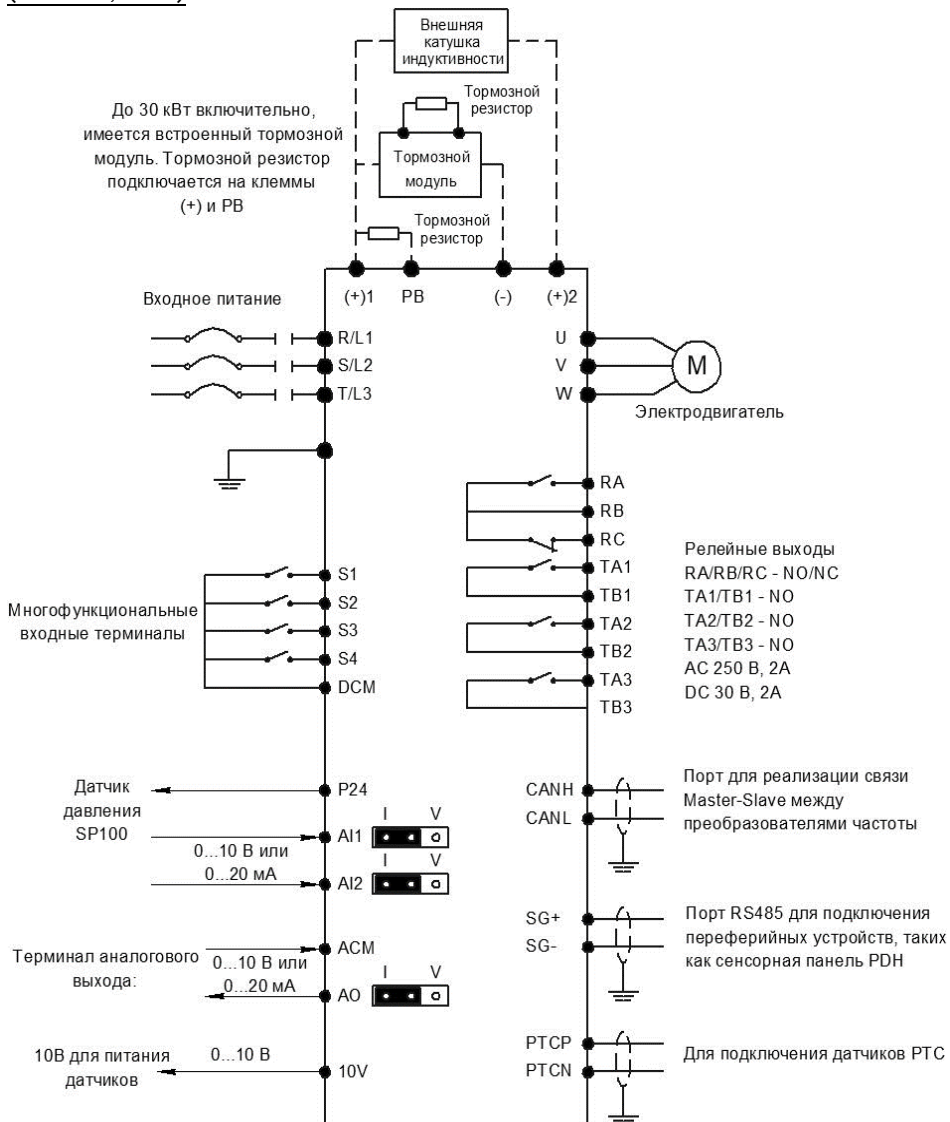 Внешняя
катушка
индуктивности
Тормозной
резистор
До 30 кВт включительно,
имеется встроенный тормозной
модуль. Тормозной резистор
подключается на клеммы
(+) и PB
Тормозной
модуль
Тормозной
резистор
(+)1 PB (-) (+)2
Входное питание
R/L1
S/L2
T/L3
U
V
W
M
Электродвигатель
RA
RB
RC
TA1
TB1
TA2
TB2
TA3
TB3
Релейные выходы
RA/RB/RC - NO/NC
TA1/TB1 - NO
TA2/TB2 - NO
TA3/TB3 - NO
AC 250 В, 2А
DC 30 В, 2А
Многофункциональные
входные терминалы
S1
S2
S3
S4
DCM
Датчик
давления
SP100
P24
AI1
I V
0...10 В или
0...20 мА
AI2
I V
CANH
CANL
Порт для реализации связи
Master-Slave между
преобразователями частоты
SG+
SG-
Порт RS485 для подключения
переферийных устройств, таких
как сенсорная панель PDH
Терминал аналогового
выхода:
ACM
0...10 В или
0...20 мА
AO
I V
10В для питания
датчиков
0...10 В
10V
PTCP
PTCN
Для подключения датчиков PTC